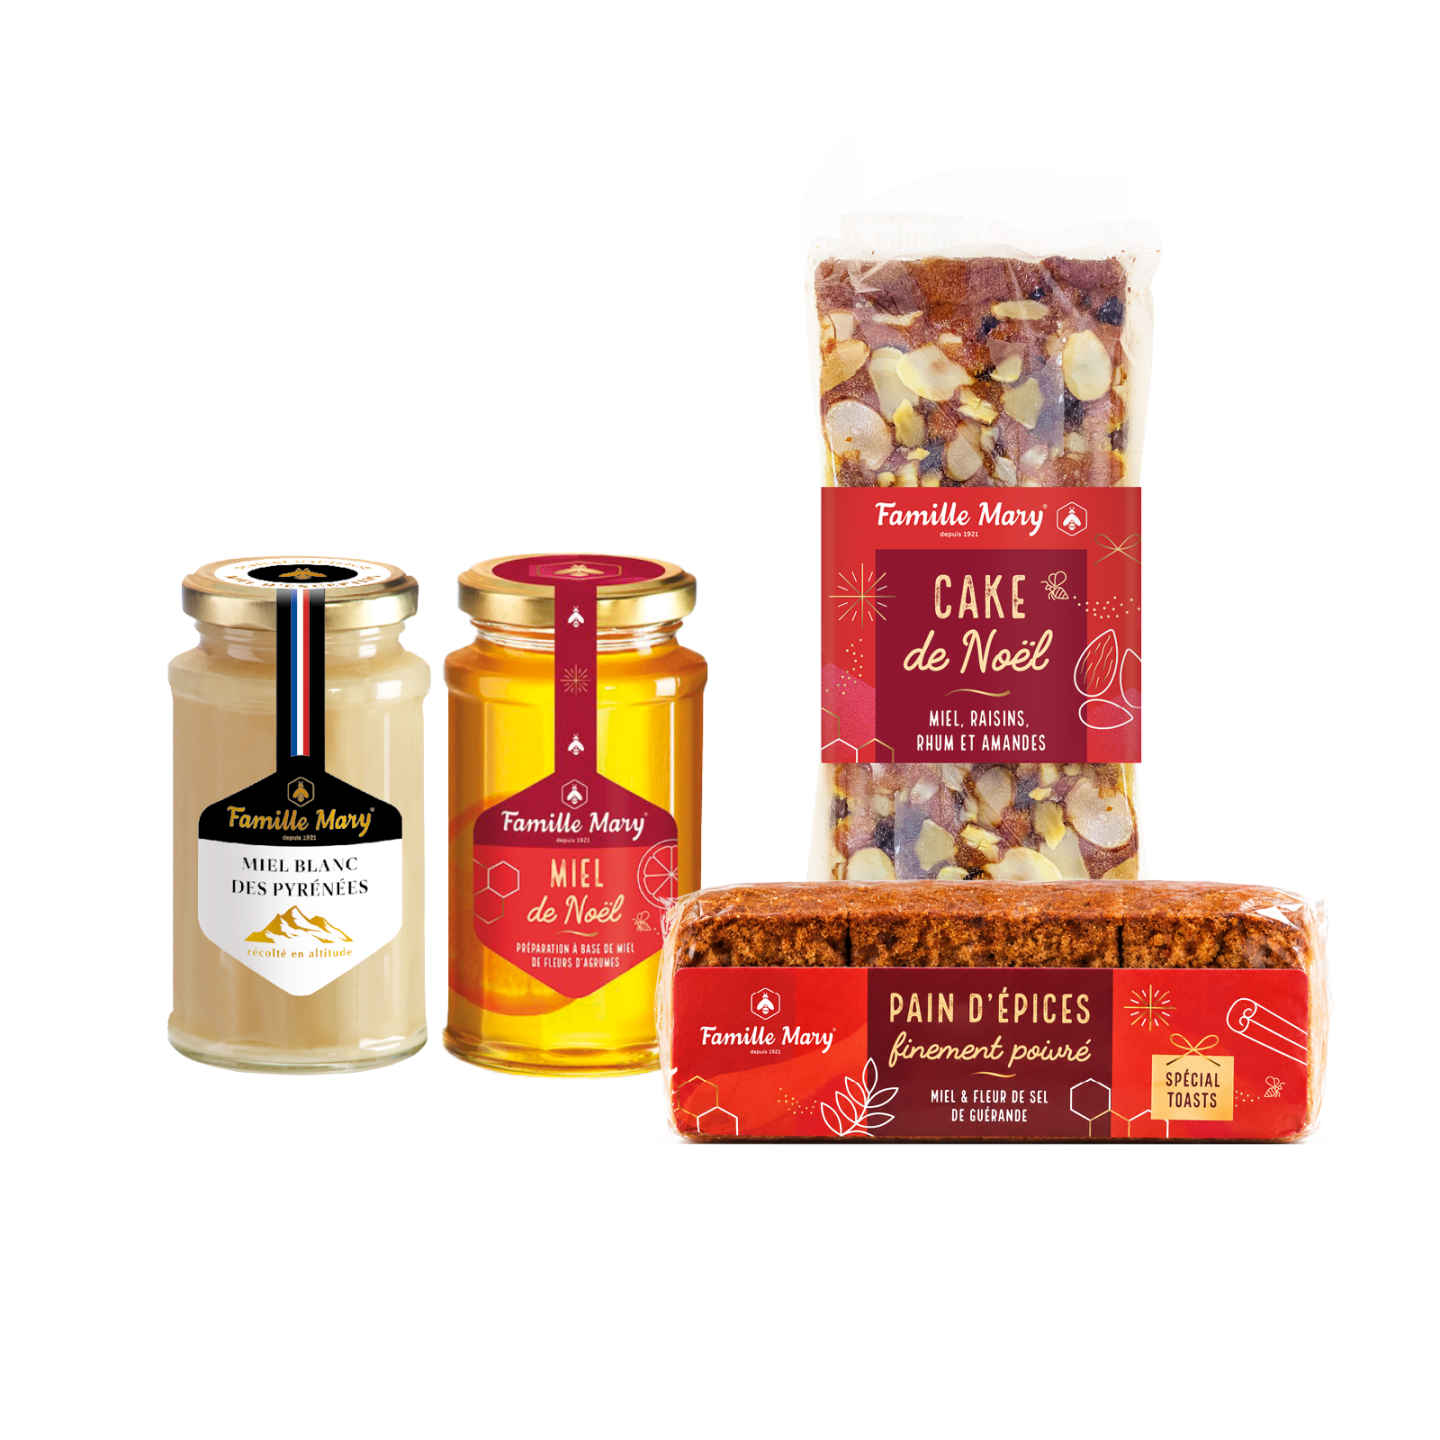 Famille Mary
depuis 1921
MIEL BLANC
DES PYRÉNÉES
récolté en altitude
Famille Mary
depuis 1921
MIEL
de Noël
PRÉPARATION À BASE DE MIEL
DE FLEURS D'AGRUMES
Famille Mary
depuis 1921
CAKE
de Noël
MIEL, RAISINS,
RHUM ET AMANDES
Famille Mary
depuis 1921
PAIN D'ÉPICES
finement poivré
MIEL & FLEUR DE SEL
DE GUÉRANDE
SPÉCIAL
TOASTS